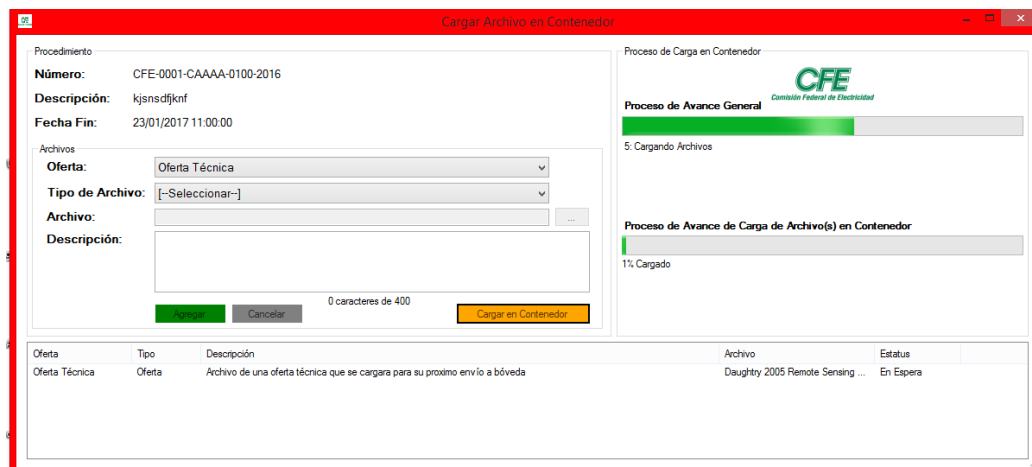 Cargar Archivo en Contenedor
Procedimiento
Número: CFE-0001-CAAAA-0100-2016
Descripción: kjsnsdfjknf
Fecha Fin: 23/01/2017 11:00:00
Archivos
Oferta: Oferta Técnica
Tipo de Archivo: [--Seleccionar--]
Archivo: ...
Descripción:
0 caracteres de 400
Agregar Cancelar Cargar en Contenedor
Proceso de Carga en Contenedor
CFE
Comisión Federal de Electricidad
Proceso de Avance General
5: Cargando Archivos
Proceso de Avance de Carga de Archivo(s) en Contenedor
1% Cargado
Oferta Tipo Descripción Archivo Estatus
Oferta Técnica Oferta Archivo de una oferta técnica que se cargara para su proximo envío a bóveda Daughtry 2005 Remote Sensing ... En Espera